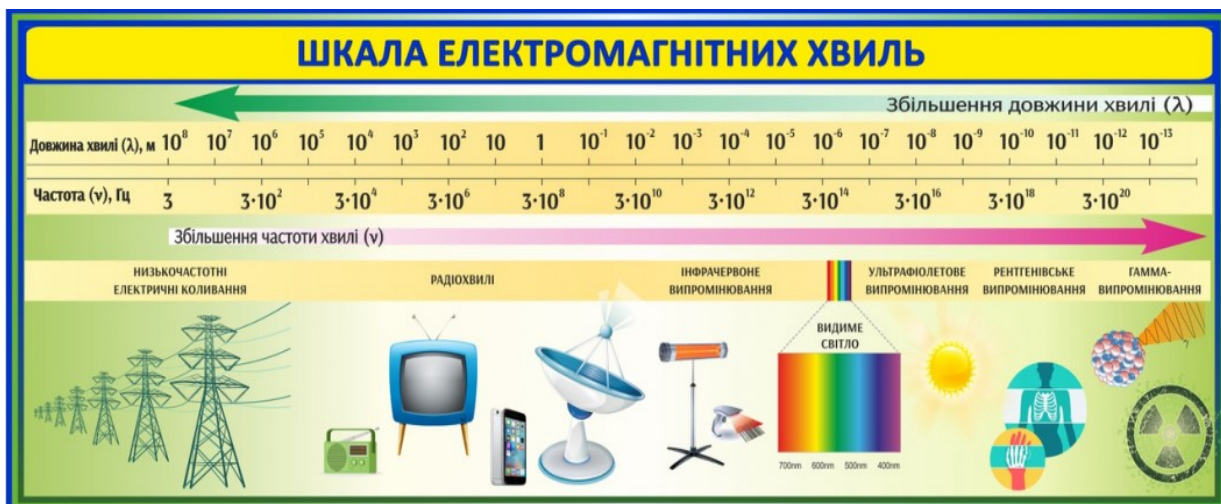 ШКАЛА ЕЛЕКТРОМАГНІТНИХ ХВИЛЬ
Збільшення довжини хвилі (λ)
Довжина хвилі (λ), м 10⁸ 10⁷ 10⁶ 10⁵ 10⁴ 10³ 10² 10 1 10⁻¹ 10⁻² 10⁻³ 10⁻⁴ 10⁻⁵ 10⁻⁶ 10⁻⁷ 10⁻⁸ 10⁻⁹ 10⁻¹⁰ 10⁻¹¹ 10⁻¹² 10⁻¹³
Частота (ν), Гц 3 3·10² 3·10⁴ 3·10⁶ 3·10⁸ 3·10¹⁰ 3·10¹² 3·10¹⁴ 3·10¹⁶ 3·10¹⁸ 3·10²⁰
Збільшення частоти хвилі (ν)
НИЗЬКОЧАСТОТНІ
ЕЛЕКТРИЧНІ КОЛИВАННЯ
РАДІОХВИЛІ
ІНФРАЧЕРВОНЕ
ВИПРОМІНЮВАННЯ
УЛЬТРАФІОЛЕТОВЕ
ВИПРОМІНЮВАННЯ
РЕНТГЕНІВСЬКЕ
ВИПРОМІНЮВАННЯ
ГАММА-
ВИПРОМІНЮВАННЯ
ВИДИМЕ
СВІТЛО
700nm 600nm 500nm 400nm
γ